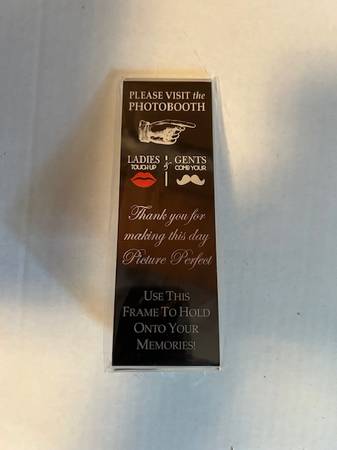 PLEASE VISIT the
PHOTOBOOTH
LADIES & GENTS
TOUCH UP COMB YOUR
Thank you for
making this day
Picture Perfect
USE THIS
FRAME TO HOLD
ONTO YOUR
MEMORIES!